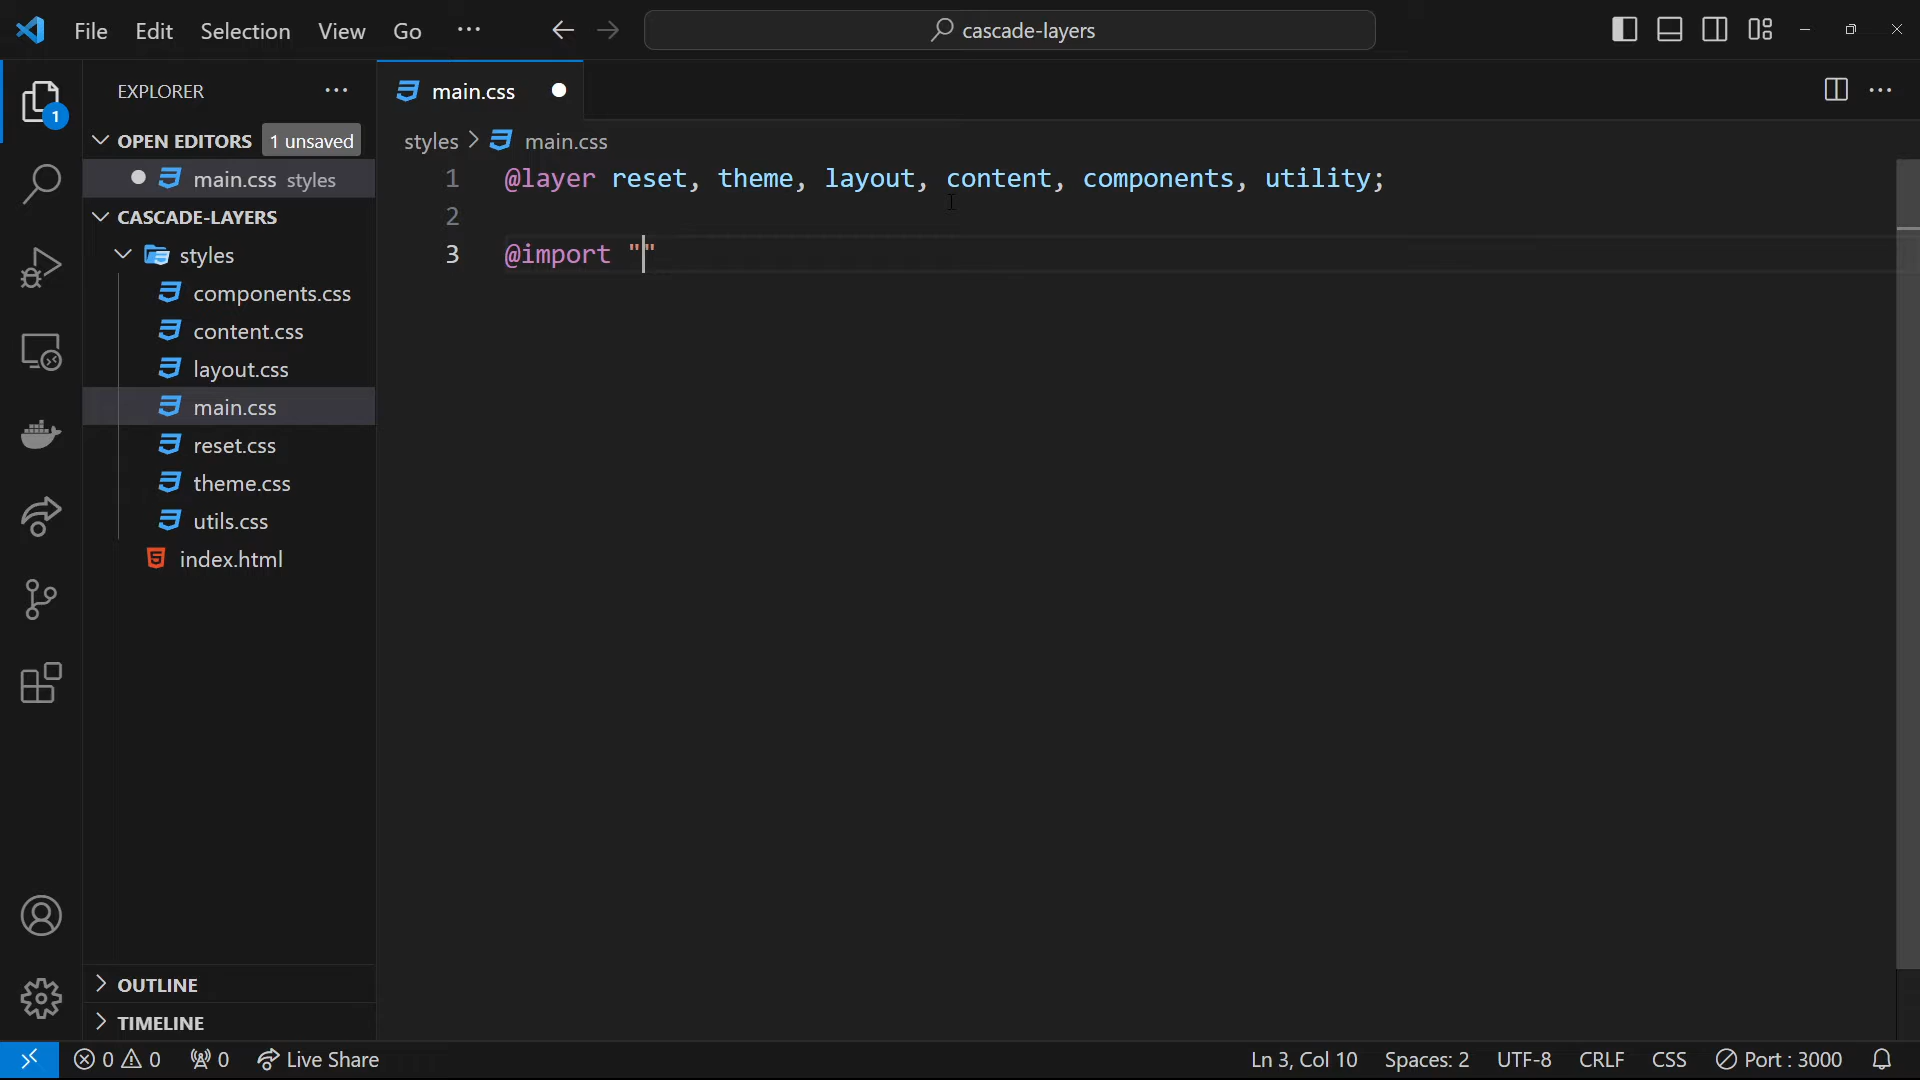 File Edit Selection View Go ··· cascade-layers
EXPLORER ···
1
OPEN EDITORS 1 unsaved
main.css styles
CASCADE-LAYERS
styles
components.css
content.css
layout.css
main.css
reset.css
theme.css
utils.css
index.html
OUTLINE
TIMELINE
main.css
styles > main.css
1 @layer reset, theme, layout, content, components, utility;
2
3 @import ""
0 0 0 Live Share Ln 3, Col 10 Spaces: 2 UTF-8 CRLF CSS Port : 3000